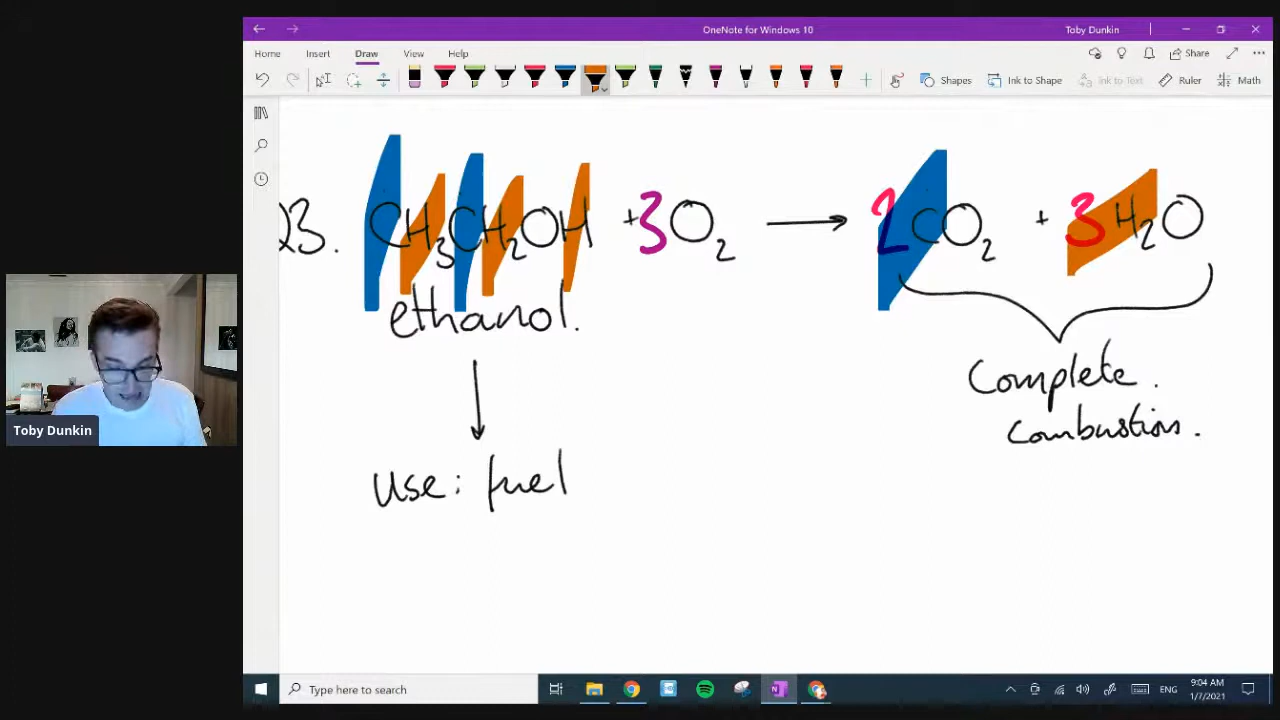 OneNote for Windows 10
Toby Dunkin
Home Insert Draw View Help
Share
Shapes Ink to Shape Ink to Text Ruler Math
23. CH3CH2OH + 3O2 → 2CO2 + 3H2O
ethanol.
Complete.
combustion.
Use: fuel
Toby Dunkin
Type here to search
ENG
9:04 AM
1/7/2021